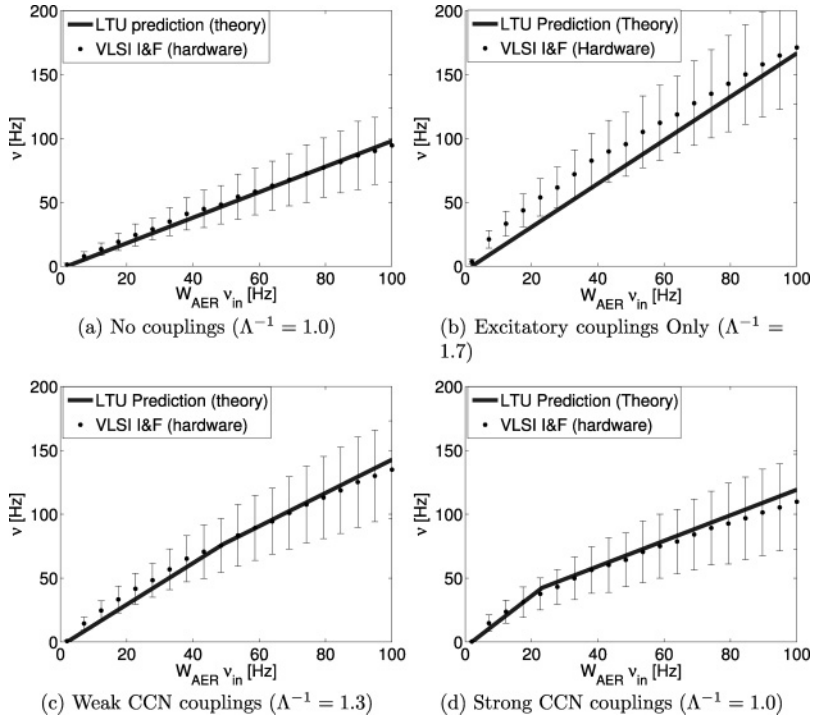 LTU prediction (theory)
VLSI I&F (hardware)
200
150
100
50
0
ν [Hz]
0 20 40 60 80 100
W_AER ν_in [Hz]
(a) No couplings (Λ⁻¹ = 1.0)
LTU Prediction (Theory)
VLSI I&F (Hardware)
200
150
100
50
0
ν [Hz]
0 20 40 60 80 100
W_AER ν_in [Hz]
(b) Excitatory couplings Only (Λ⁻¹ =
1.7)
LTU Prediction (theory)
VLSI I&F (hardware)
200
150
100
50
0
ν [Hz]
0 20 40 60 80 100
W_AER ν_in [Hz]
(c) Weak CCN couplings (Λ⁻¹ = 1.3)
LTU Prediction (Theory)
VLSI I&F (hardware)
200
150
100
50
0
ν [Hz]
0 20 40 60 80 100
W_AER ν_in [Hz]
(d) Strong CCN couplings (Λ⁻¹ = 1.0)